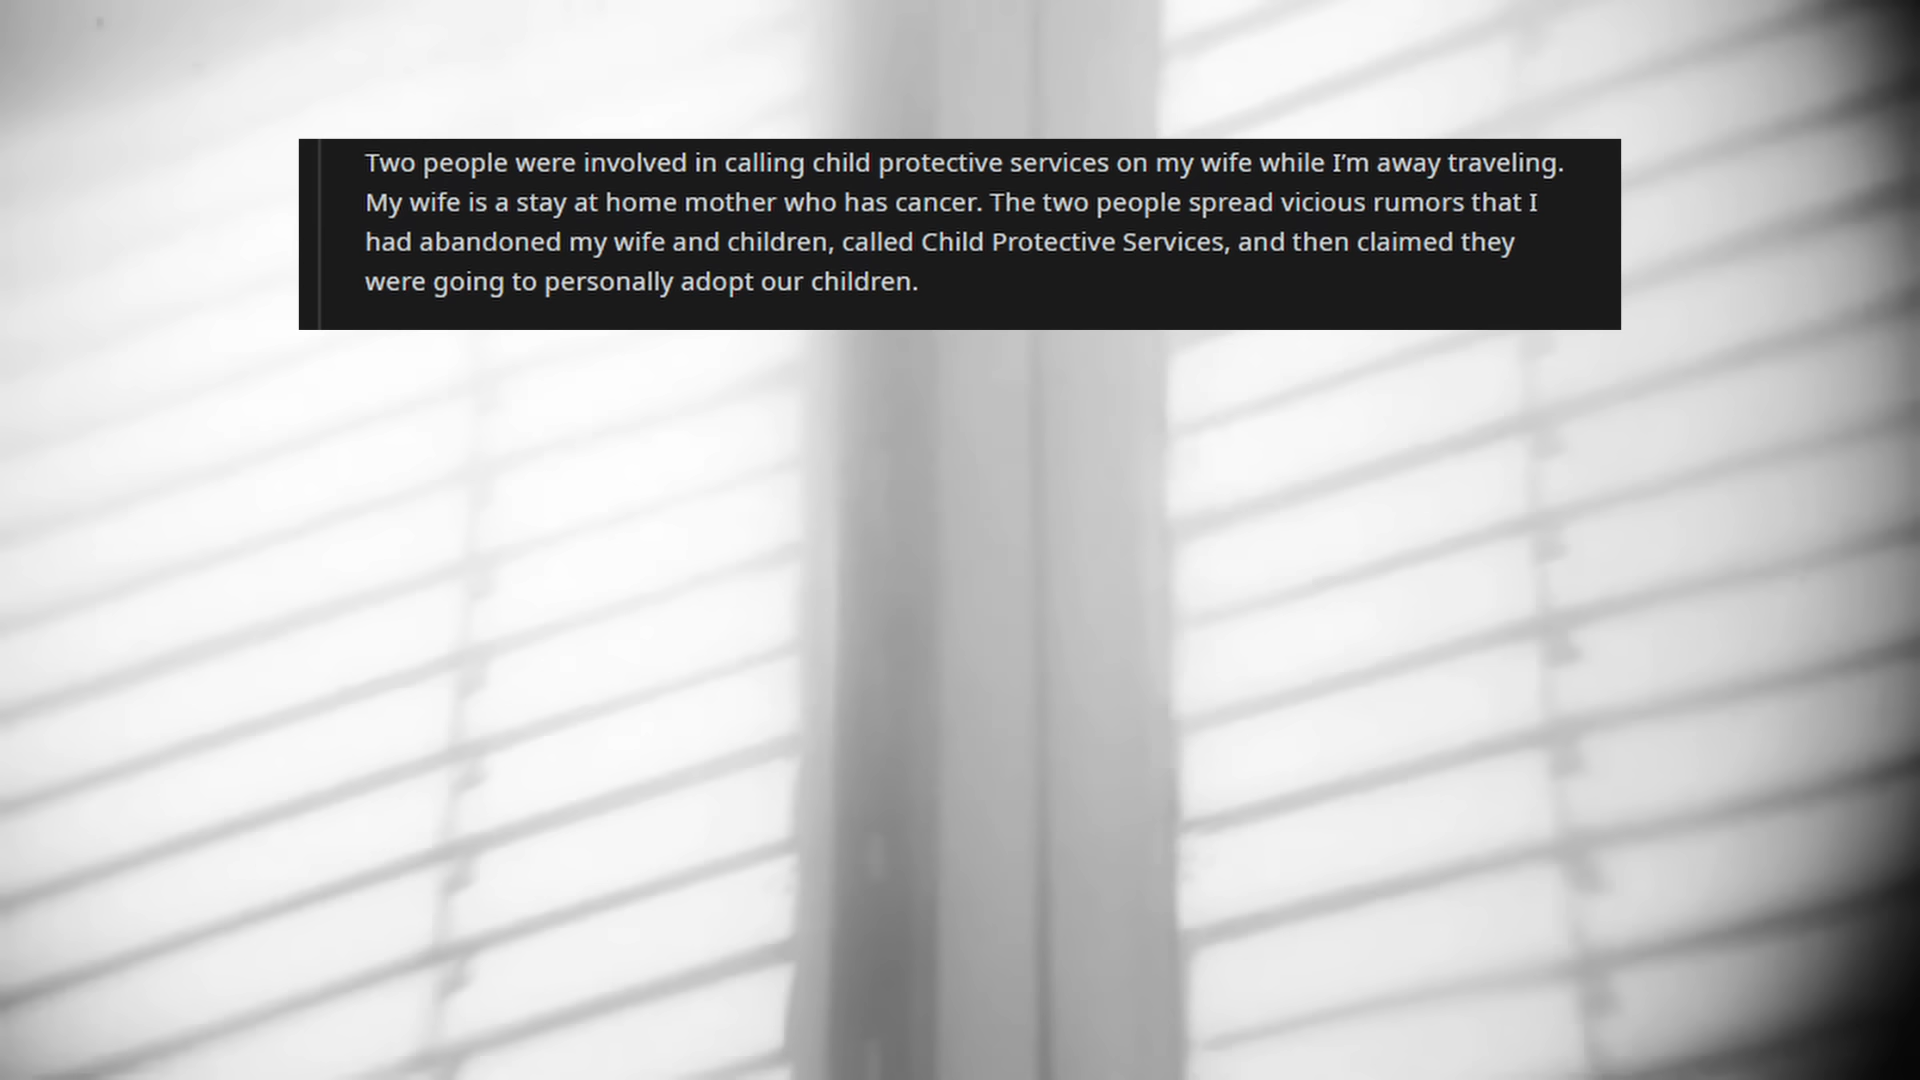 Two people were involved in calling child protective services on my wife while I’m away traveling.
My wife is a stay at home mother who has cancer. The two people spread vicious rumors that I
had abandoned my wife and children, called Child Protective Services, and then claimed they
were going to personally adopt our children.